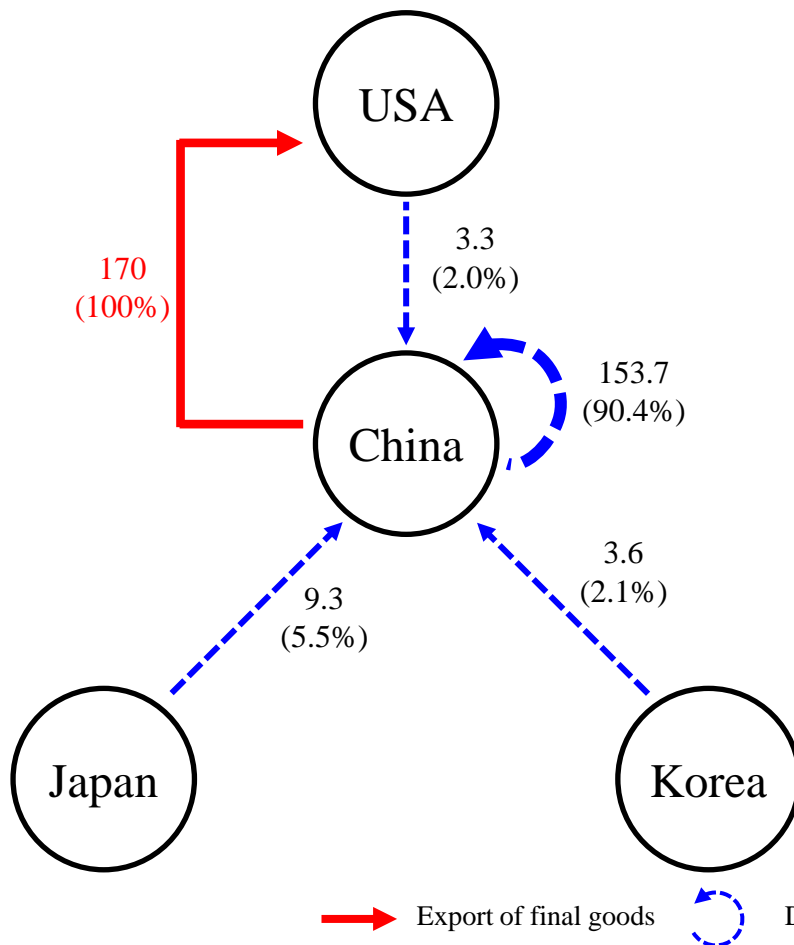 USA
3.3
(2.0%)
170
(100%)
153.7
(90.4%)
China
3.6
(2.1%)
9.3
(5.5%)
Japan
Korea
Export of final goods
D